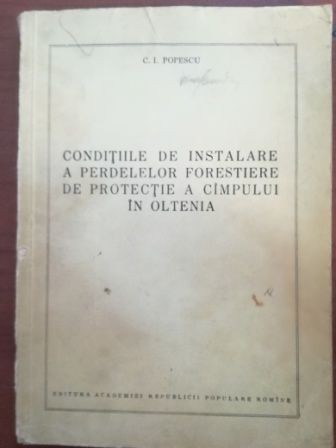 C. I. POPESCU
CONDIȚIILE DE INSTALARE
A PERDELELOR FORESTIERE
DE PROTECȚIE A CÎMPULUI
ÎN OLTENIA
EDITURA ACADEMIEI REPUBLICII POPULARE ROMÎNE